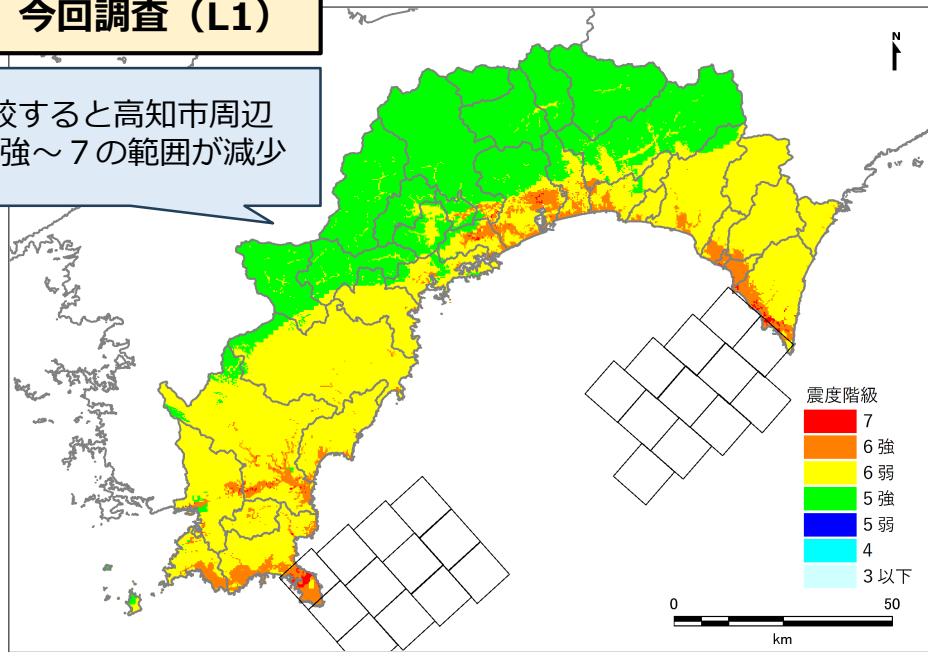 今回調査（L1）
較すると高知市周辺
強～７の範囲が減少
N
震度階級
7
6 強
6 弱
5 強
5 弱
4
3 以下
0 50
km